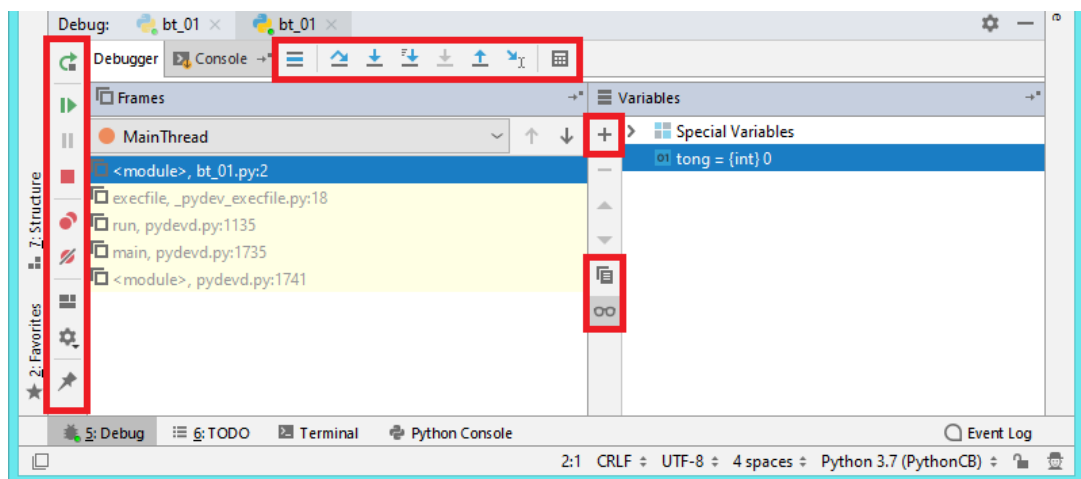 Debug: bt_01 × bt_01 ×
Debugger Console
Frames
Variables
MainThread
Special Variables
<module>, bt_01.py:2
01 tong = {int} 0
execfile, _pydev_execfile.py:18
run, pydevd.py:1135
main, pydevd.py:1735
<module>, pydevd.py:1741
7: Structure
2: Favorites
5: Debug 6: TODO Terminal Python Console Event Log
2:1 CRLF UTF-8 4 spaces Python 3.7 (PythonCB)